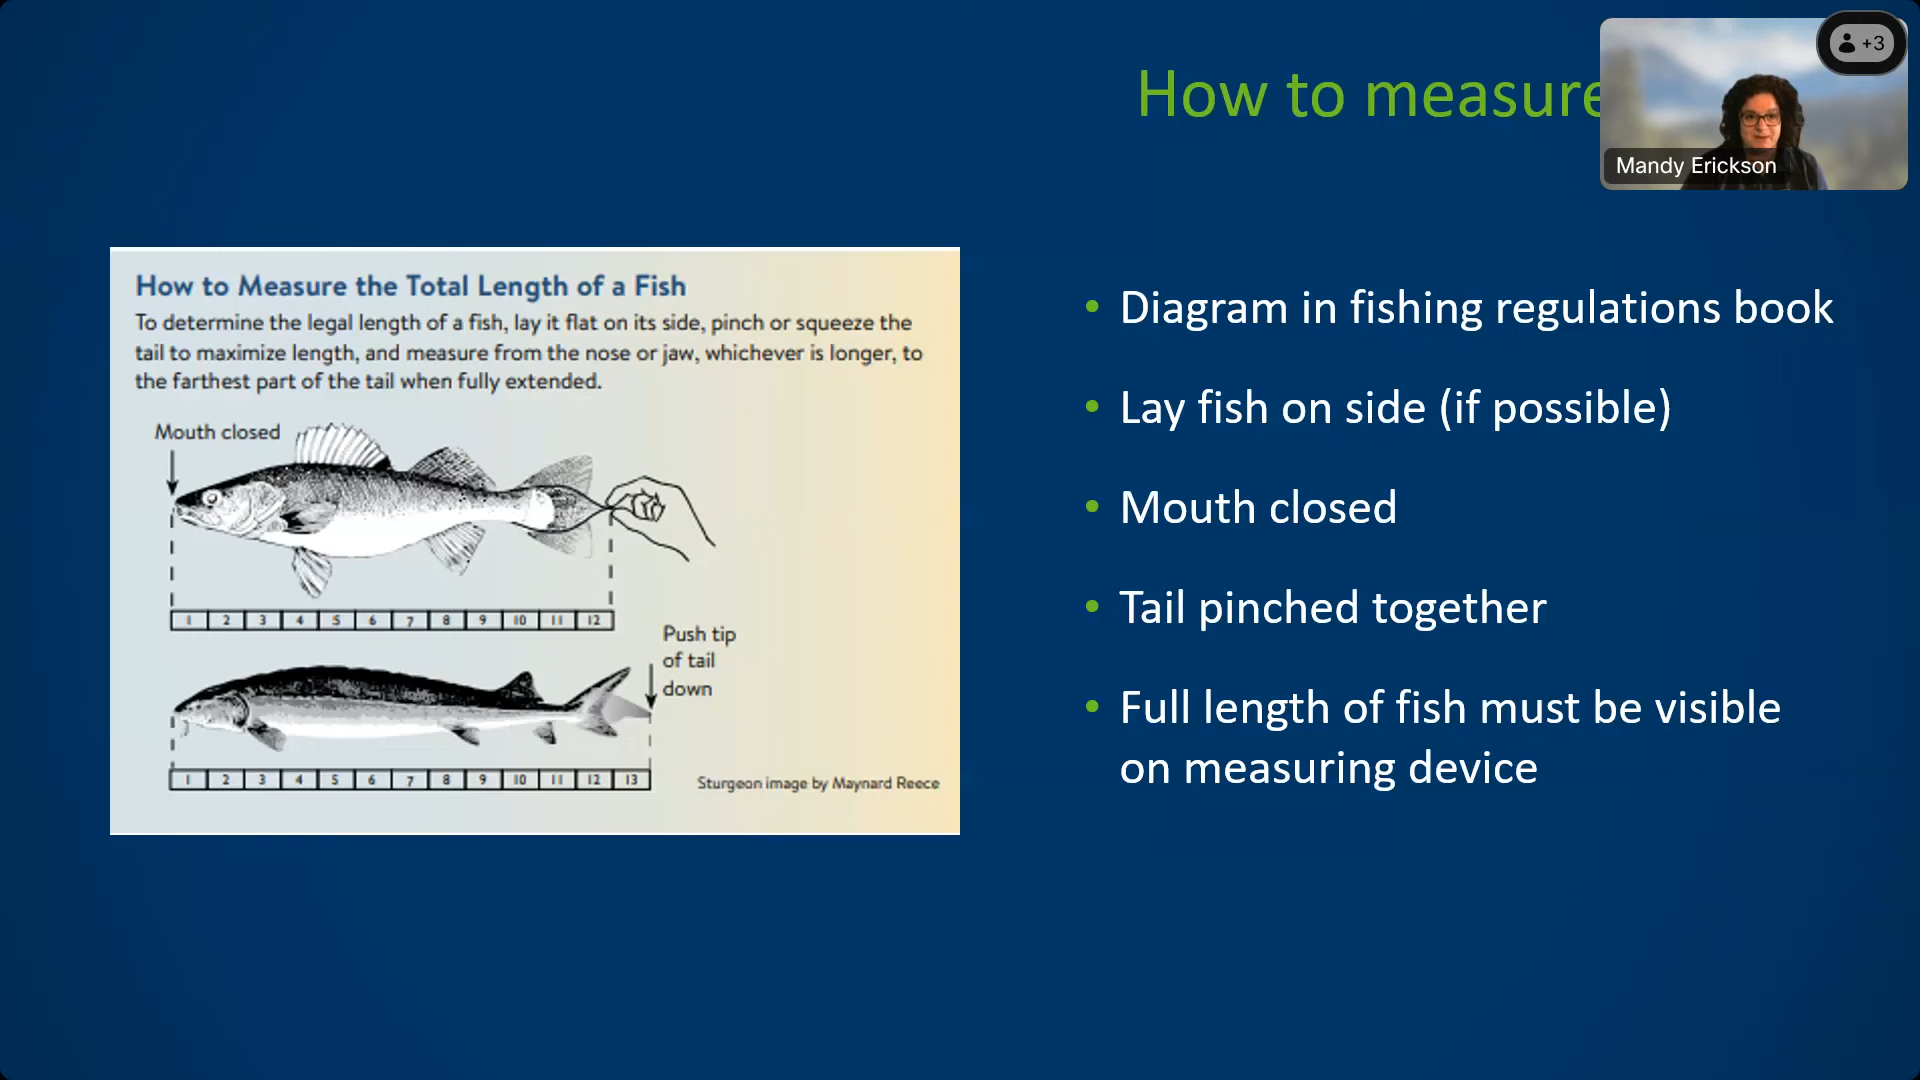 How to measure
+3
Mandy Erickson
How to Measure the Total Length of a Fish
To determine the legal length of a fish, lay it flat on its side, pinch or squeeze the
tail to maximize length, and measure from the nose or jaw, whichever is longer, to
the farthest part of the tail when fully extended.
Mouth closed
1 2 3 4 5 6 7 8 9 10 11 12
Push tip
of tail
down
1 2 3 4 5 6 7 8 9 10 11 12 13
Sturgeon image by Maynard Reece
• Diagram in fishing regulations book
• Lay fish on side (if possible)
• Mouth closed
• Tail pinched together
• Full length of fish must be visible
on measuring device